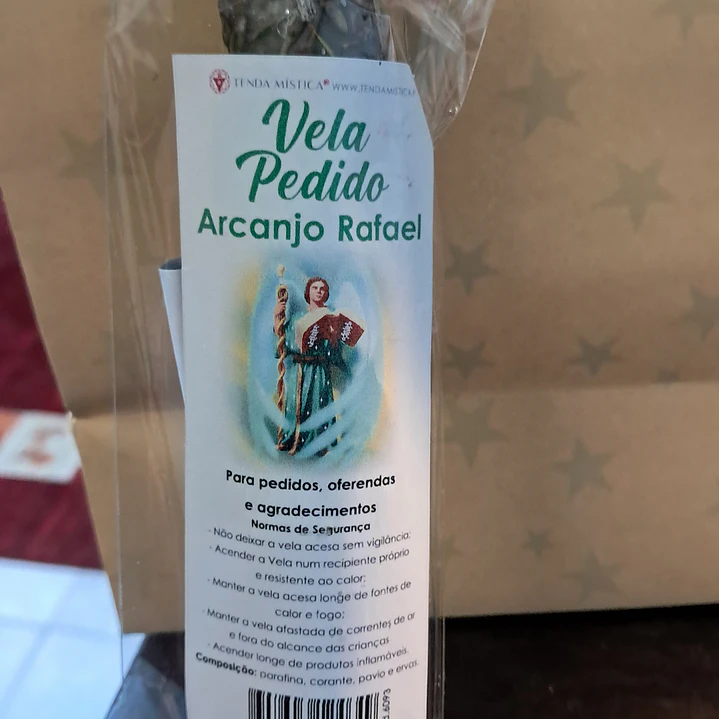 TENDA MÍSTICA® WWW.TENDAMISTICA
Vela
Pedido
Arcanjo Rafael
Para pedidos, oferendas
e agradecimentos
Normas de Segurança
- Não deixar a vela acesa sem vigilância;
- Acender a Vela num recipiente próprio
e resistente ao calor;
- Manter a vela acesa longe de fontes de
calor e fogo;
- Manter a vela afastada de correntes de ar
e fora do alcance das crianças
- Acender longe de produtos inflamáveis.
Composição: parafina, corante, pavio e ervas.